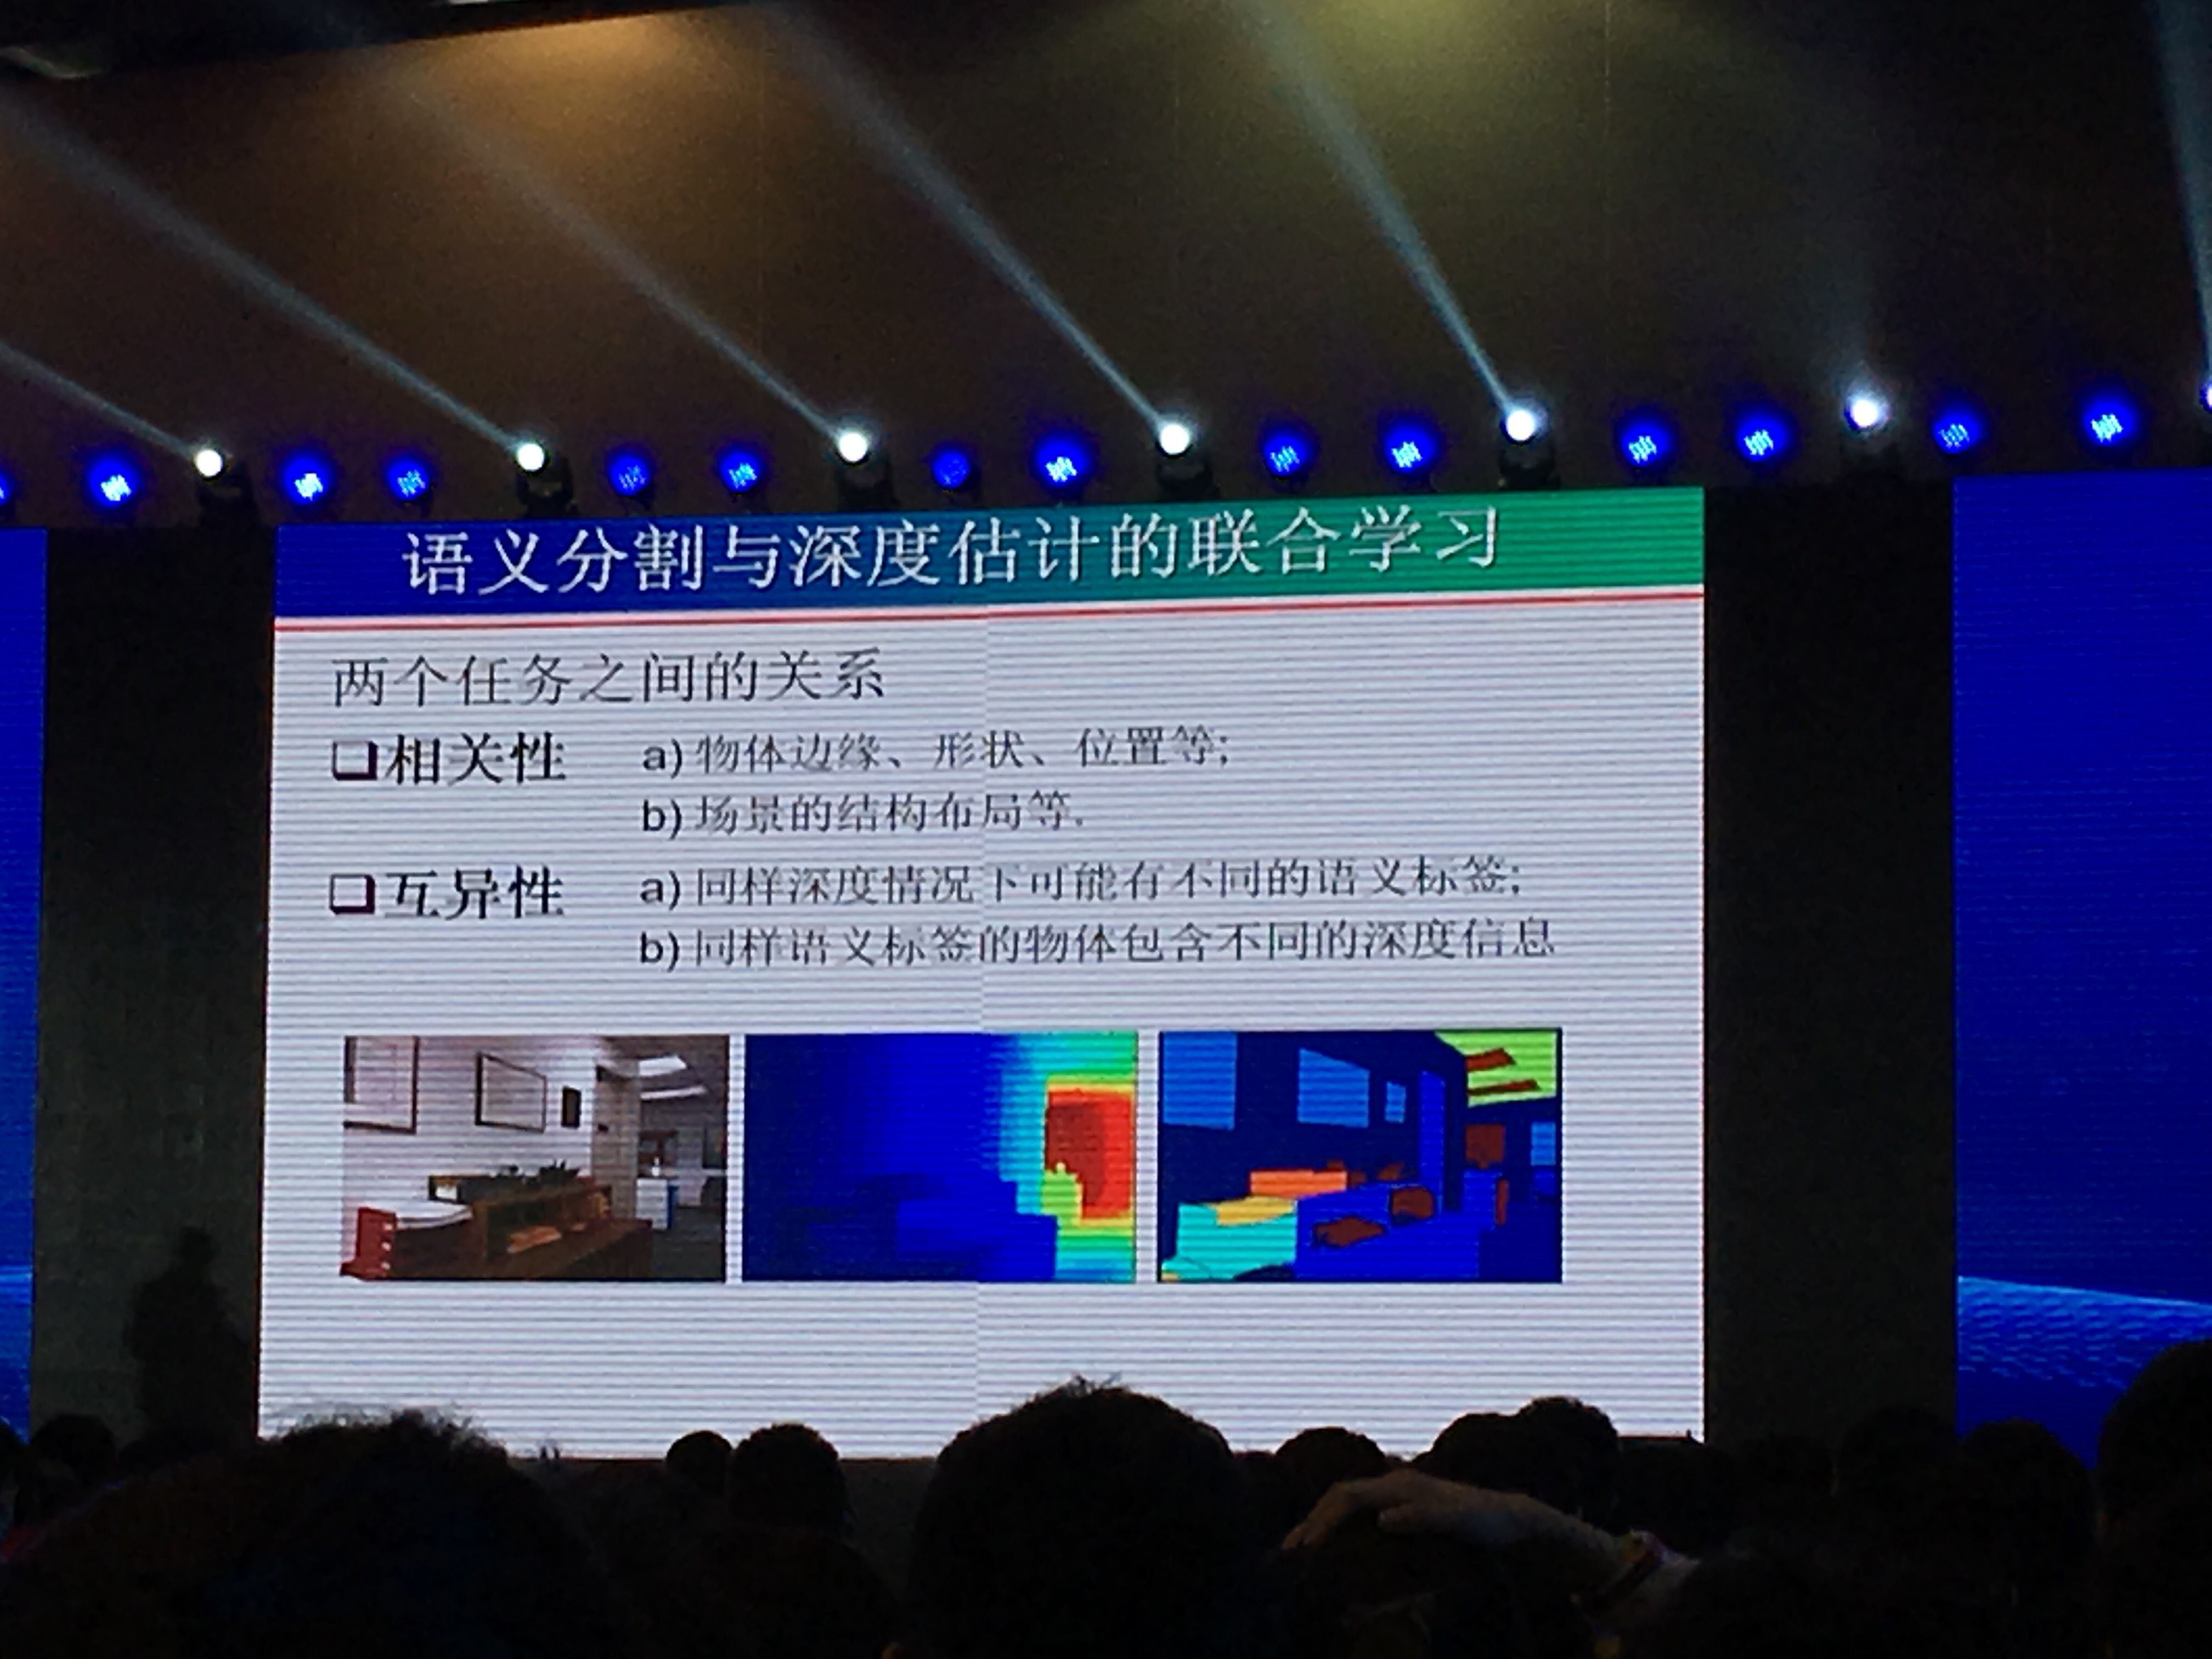 语义分割与深度估计的联合学习
两个任务之间的关系
❑相关性 a) 物体边缘、形状、位置等;
b) 场景的结构布局等.
❑互异性 a) 同样深度情况下可能有不同的语义标签;
b) 同样语义标签的物体包含不同的深度信息